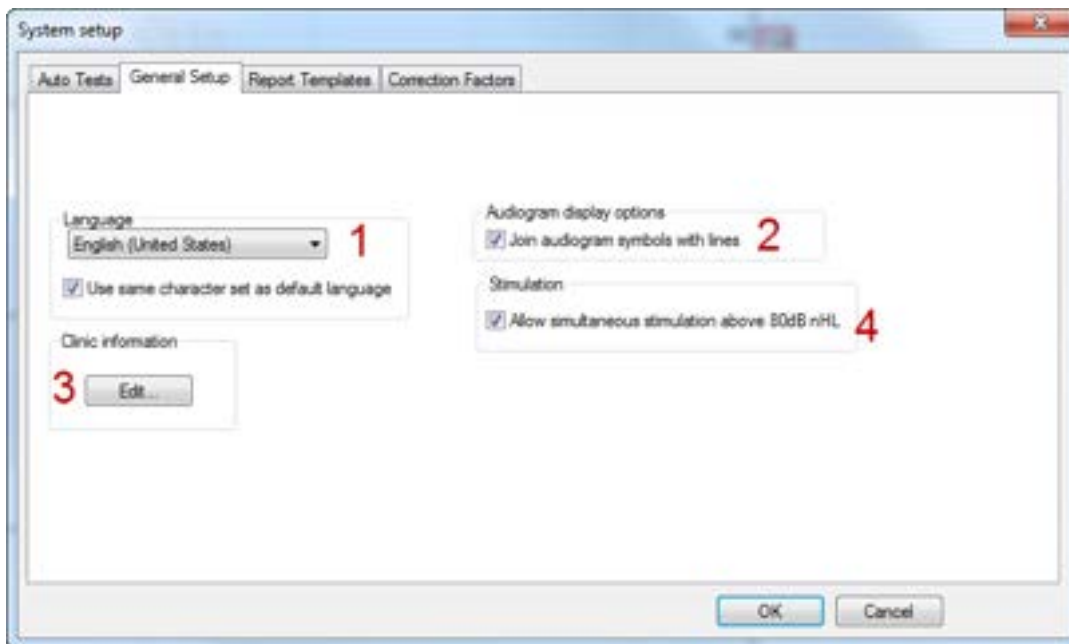 System setup
Auto Tests General Setup Report Templates Correction Factors
Language
English (United States)
1
Use same character set as default language
Audiogram display options
Join audiogram symbols with lines
2
Stimulation
Allow simultaneous stimulation above 80dB nHL
4
Clinic information
3
Edit...
OK Cancel